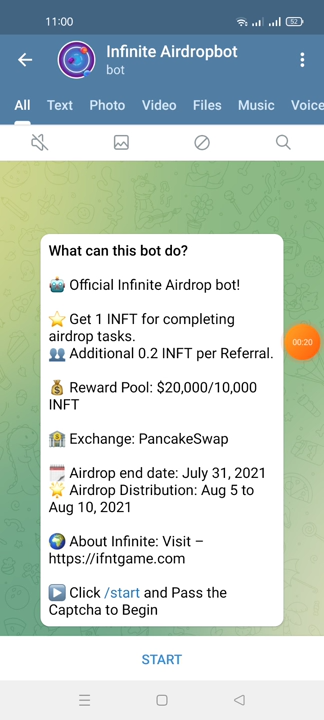 11:00
52
Infinite Airdropbot
bot
All Text Photo Video Files Music Voice
What can this bot do?
🤖 Official Infinite Airdrop bot!
⭐ Get 1 INFT for completing
airdrop tasks.
👥 Additional 0.2 INFT per Referral.
💰 Reward Pool: $20,000/10,000
INFT
🏦 Exchange: PancakeSwap
🗓 Airdrop end date: July 31, 2021
🌟 Airdrop Distribution: Aug 5 to
Aug 10, 2021
🌍 About Infinite: Visit –
https://ifntgame.com
▶️ Click /start and Pass the
Captcha to Begin
00:20
START